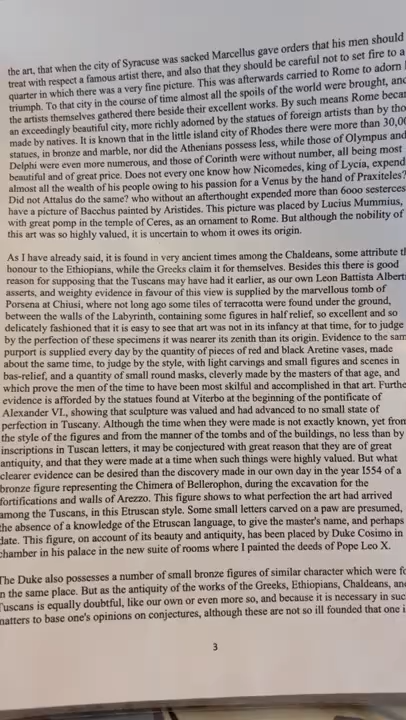 the art, that when the city of Syracuse was sacked Marcellus gave orders that his men should
treat with respect a famous artist there, and also that they should be careful not to set fire to a
quarter in which there was a very fine picture. This was afterwards carried to Rome to adorn
triumph. To that city in the course of time almost all the spoils of the world were brought, and
the artists themselves gathered there beside their excellent works. By such means Rome becam
an exceedingly beautiful city, more richly adorned by the statues of foreign artists than by tho
made by natives. It is known that in the little island city of Rhodes there were more than 30,00
statues, in bronze and marble, nor did the Athenians possess less, while those of Olympus and
Delphi were even more numerous, and those of Corinth were without number, all being most
beautiful and of great price. Does not every one know how Nicomedes, king of Lycia, expend
almost all the wealth of his people owing to his passion for a Venus by the hand of Praxiteles?
Did not Attalus do the same? who without an afterthought expended more than 6000 sesterces
have a picture of Bacchus painted by Aristides. This picture was placed by Lucius Mummius,
with great pomp in the temple of Ceres, as an ornament to Rome. But although the nobility of
this art was so highly valued, it is uncertain to whom it owes its origin.
As I have already said, it is found in very ancient times among the Chaldeans, some attribute th
honour to the Ethiopians, while the Greeks claim it for themselves. Besides this there is good
reason for supposing that the Tuscans may have had it earlier, as our own Leon Battista Albert
asserts, and weighty evidence in favour of this view is supplied by the marvellous tomb of
Porsena at Chiusi, where not long ago some tiles of terracotta were found under the ground,
between the walls of the Labyrinth, containing some figures in half relief, so excellent and so
delicately fashioned that it is easy to see that art was not in its infancy at that time, for to judge
by the perfection of these specimens it was nearer its zenith than its origin. Evidence to the sam
purport is supplied every day by the quantity of pieces of red and black Aretine vases, made
about the same time, to judge by the style, with light carvings and small figures and scenes in
bas-relief, and a quantity of small round masks, cleverly made by the masters of that age, and
which prove the men of the time to have been most skilful and accomplished in that art. Furthe
evidence is afforded by the statues found at Viterbo at the beginning of the pontificate of
Alexander VI., showing that sculpture was valued and had advanced to no small state of
perfection in Tuscany. Although the time when they were made is not exactly known, yet from
the style of the figures and from the manner of the tombs and of the buildings, no less than by
inscriptions in Tuscan letters, it may be conjectured with great reason that they are of great
antiquity, and that they were made at a time when such things were highly valued. But what
clearer evidence can be desired than the discovery made in our own day in the year 1554 of a
bronze figure representing the Chimera of Bellerophon, during the excavation for the
fortifications and walls of Arezzo. This figure shows to what perfection the art had arrived
among the Tuscans, in this Etruscan style. Some small letters carved on a paw are presumed,
the absence of a knowledge of the Etruscan language, to give the master's name, and perhaps
date. This figure, on account of its beauty and antiquity, has been placed by Duke Cosimo in
chamber in his palace in the new suite of rooms where I painted the deeds of Pope Leo X.
The Duke also possesses a number of small bronze figures of similar character which were fo
n the same place. But as the antiquity of the works of the Greeks, Ethiopians, Chaldeans, and
Tuscans is equally doubtful, like our own or even more so, and because it is necessary in suc
matters to base one's opinions on conjectures, although these are not so ill founded that one i
3